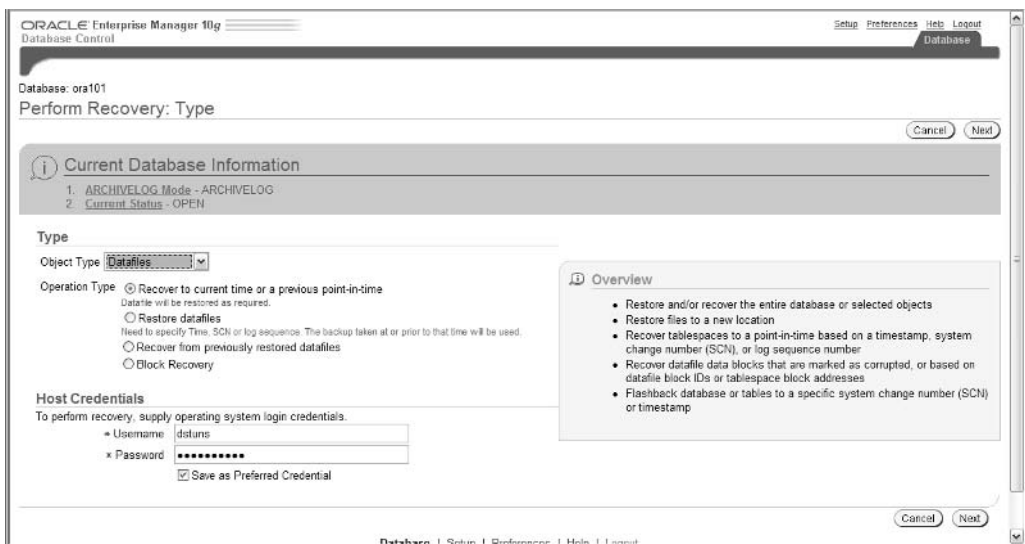 ORACLE Enterprise Manager 10g
Database Control
Setup Preferences Help Logout
Database
Database: ora101
Perform Recovery: Type
Cancel Next
Current Database Information
1. ARCHIVELOG Mode - ARCHIVELOG
2. Current Status - OPEN
Type
Object Type Datafiles
Operation Type Recover to current time or a previous point-in-time
Datafile will be restored as required.
Restore datafiles
Need to specify Time, SCN or log sequence. The backup taken at or prior to that time will be used.
Recover from previously restored datafiles
Block Recovery
Overview
• Restore and/or recover the entire database or selected objects
• Restore files to a new location
• Recover tablespaces to a point-in-time based on a timestamp, system
change number (SCN), or log sequence number
• Recover datafile data blocks that are marked as corrupted, or based on
datafile block IDs or tablespace block addresses
• Flashback database or tables to a specific system change number (SCN)
or timestamp
Host Credentials
To perform recovery, supply operating system login credentials.
* Username dstuns
* Password ••••••••••
Save as Preferred Credential
Cancel Next
Database | Setup | Preferences | Help | Logout